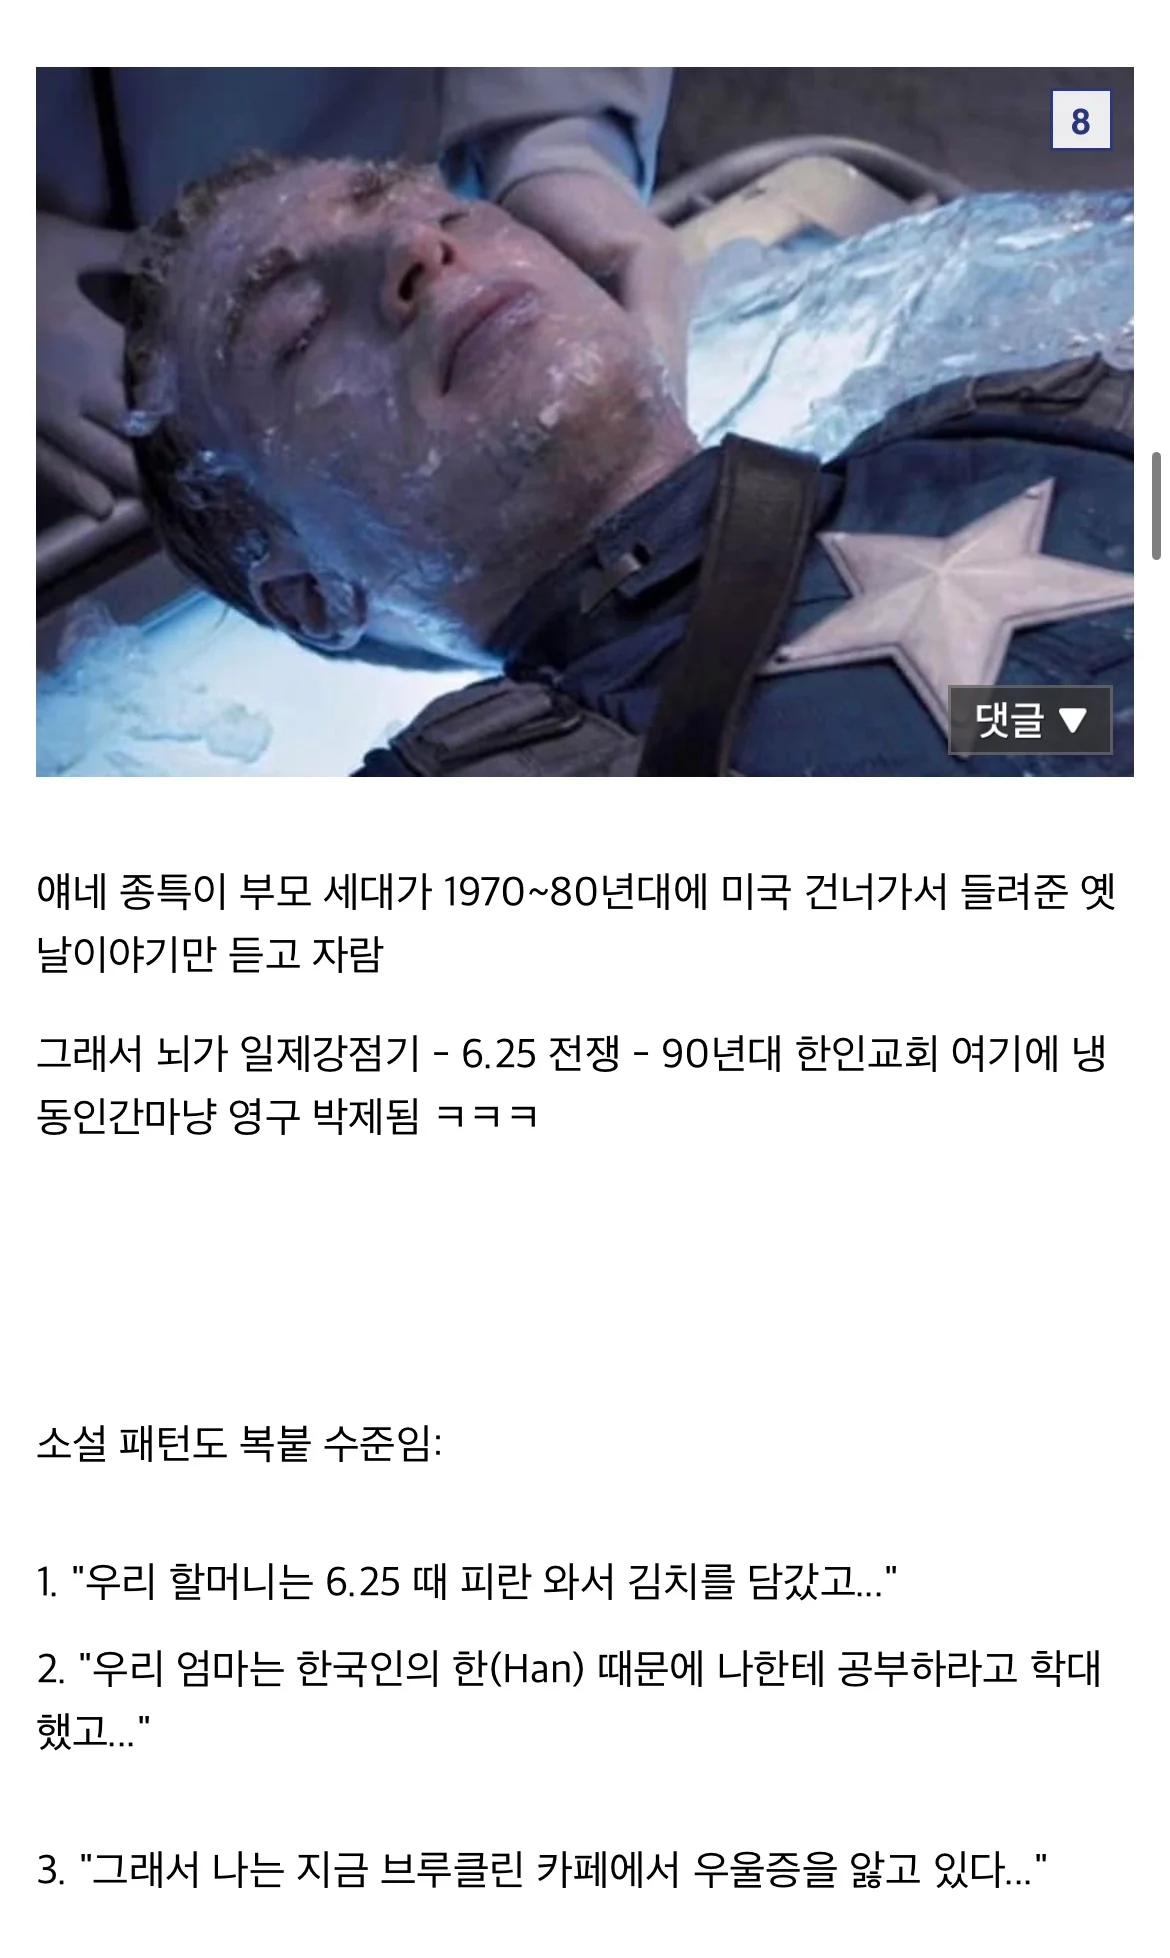 8
댓글 ▼
얘네 종특이 부모 세대가 1970~80년대에 미국 건너가서 들려준 옛
날이야기만 듣고 자람
그래서 뇌가 일제강점기 - 6.25 전쟁 - 90년대 한인교회 여기에 냉
동인간마냥 영구 박제됨 ㅋㅋㅋ
소설 패턴도 복붙 수준임:
1. "우리 할머니는 6.25 때 피란 와서 김치를 담갔고..."
2. "우리 엄마는 한국인의 한(Han) 때문에 나한테 공부하라고 학대
했고..."
3. "그래서 나는 지금 브루클린 카페에서 우울증을 앓고 있다..."